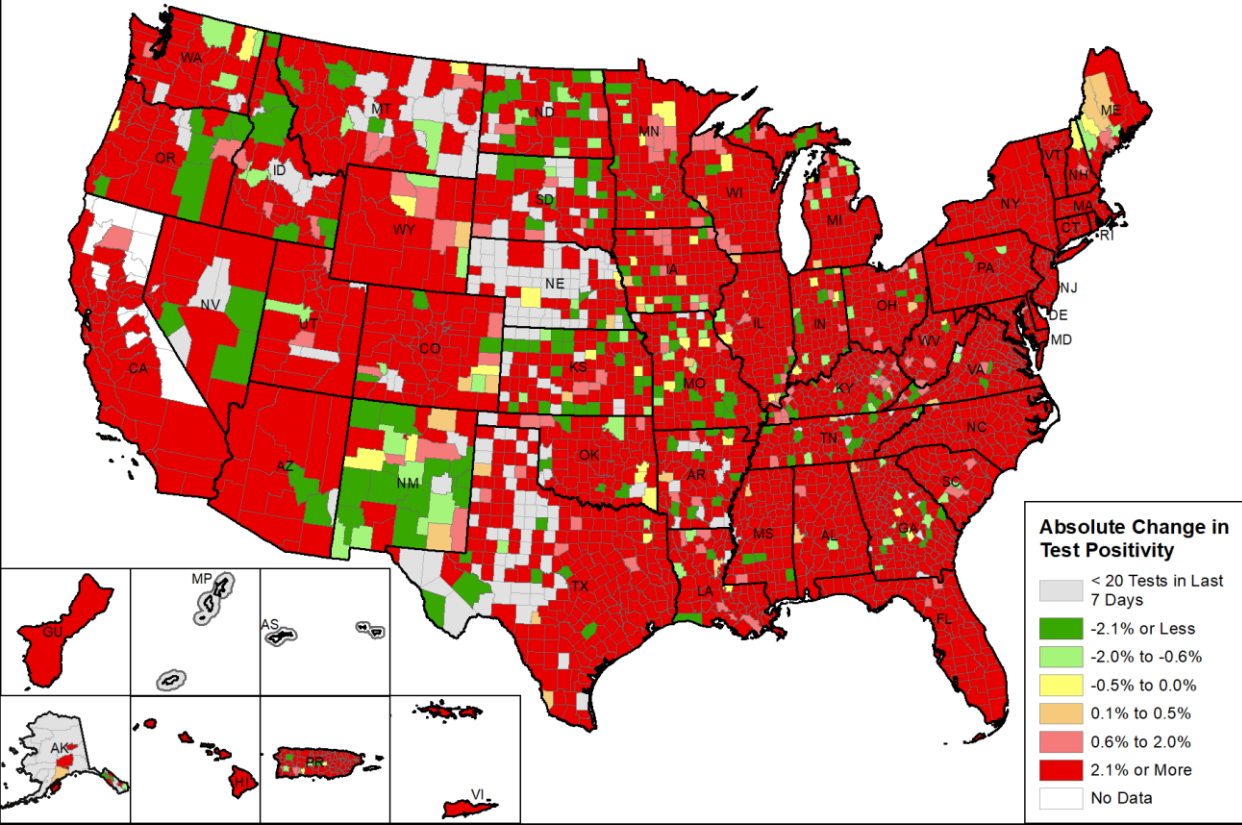 WA
MT
ND
MN
ME
OR
ID
SD
WI
VT
NH
MI
NY
MA
WY
CT
RI
IA
NE
PA
NV
UT
NJ
OH
IL
IN
DE
CO
WV
MD
CA
KS
MO
VA
KY
NC
TN
OK
AZ
NM
AR
SC
MS
AL
GA
TX
LA
FL
MP
GU
AS
AK
HI
PR
VI
Absolute Change in
Test Positivity
< 20 Tests in Last
7 Days
-2.1% or Less
-2.0% to -0.6%
-0.5% to 0.0%
0.1% to 0.5%
0.6% to 2.0%
2.1% or More
No Data